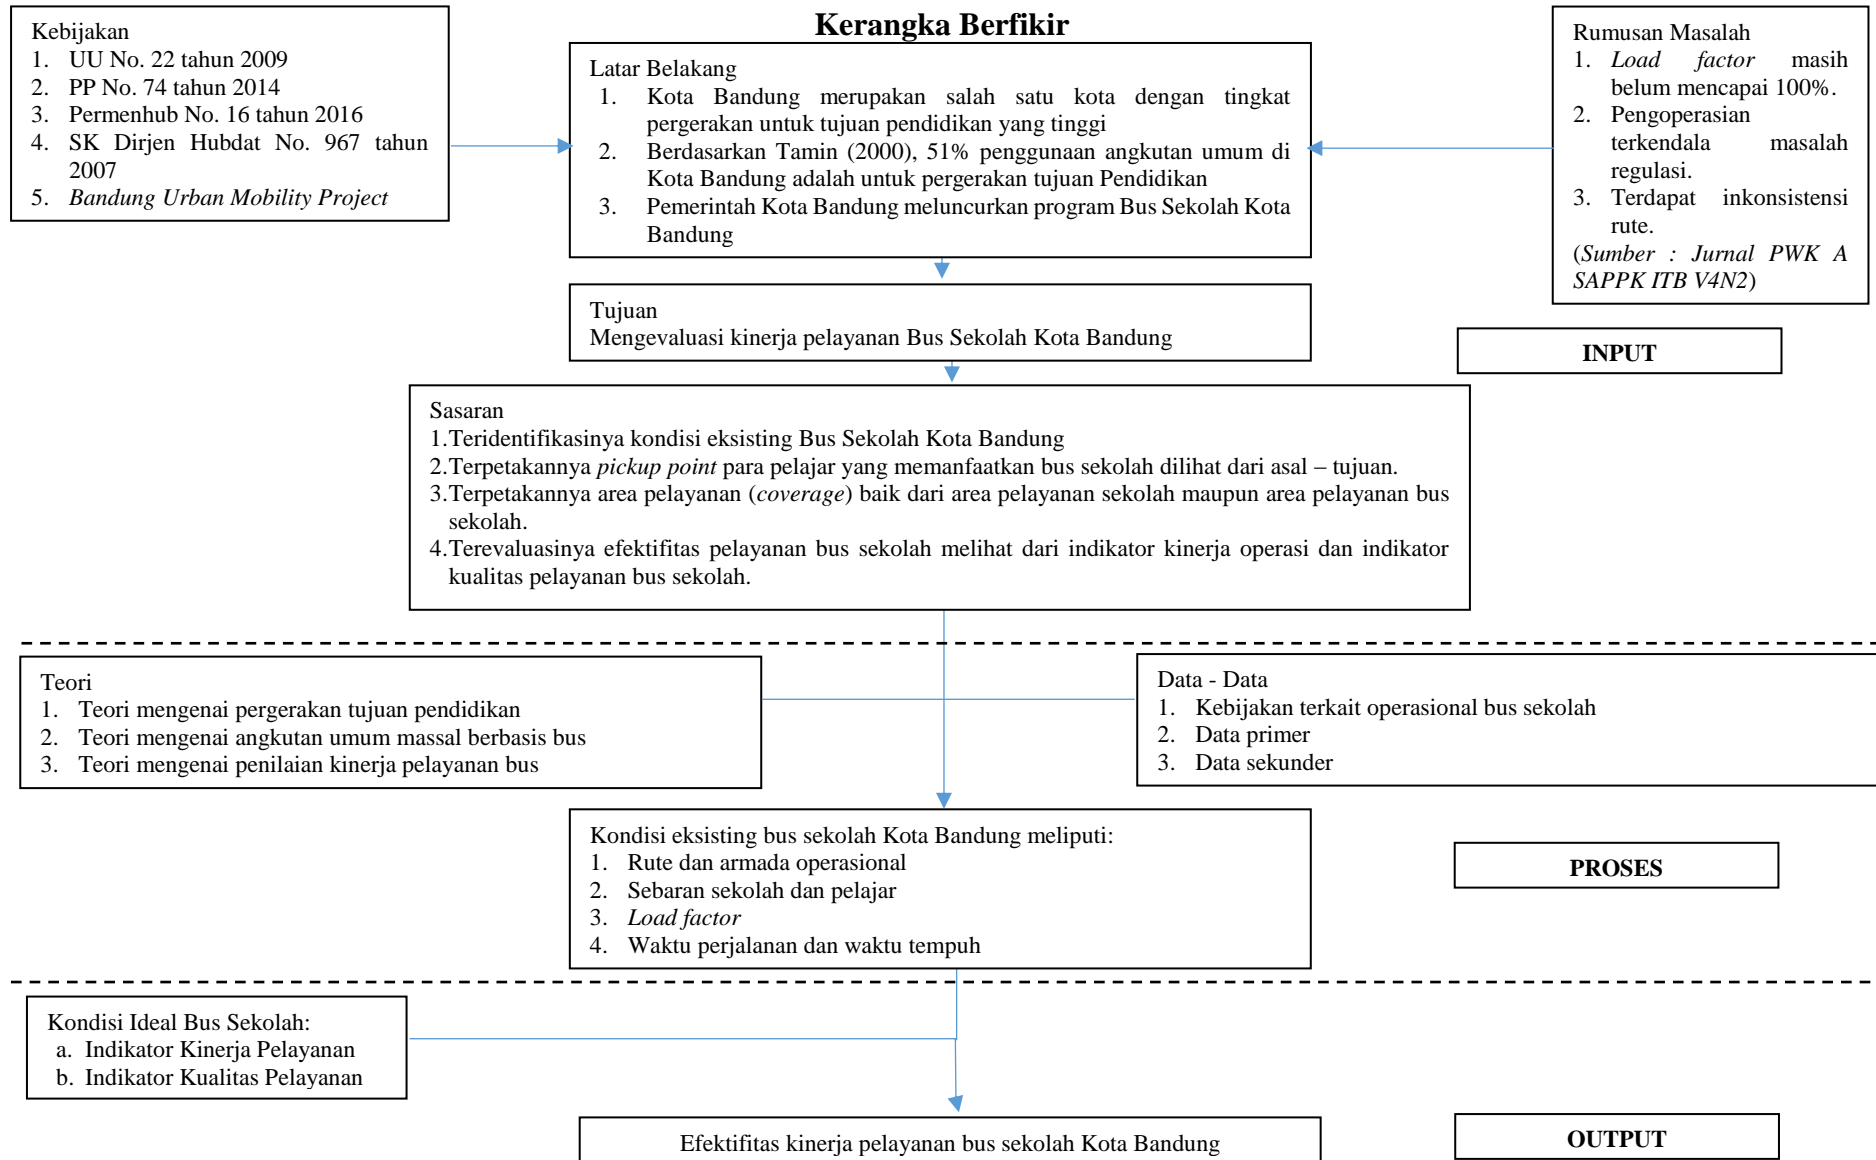 Kerangka Berfikir
Kebijakan
1. UU No. 22 tahun 2009
2. PP No. 74 tahun 2014
3. Permenhub No. 16 tahun 2016
4. SK Dirjen Hubdat No. 967 tahun
2007
5. Bandung Urban Mobility Project
Latar Belakang
1. Kota Bandung merupakan salah satu kota dengan tingkat
pergerakan untuk tujuan pendidikan yang tinggi
2. Berdasarkan Tamin (2000), 51% penggunaan angkutan umum di
Kota Bandung adalah untuk pergerakan tujuan Pendidikan
3. Pemerintah Kota Bandung meluncurkan program Bus Sekolah Kota
Bandung
Rumusan Masalah
1. Load factor masih
belum mencapai 100%.
2. Pengoperasian
terkendala masalah
regulasi.
3. Terdapat inkonsistensi
rute.
(Sumber : Jurnal PWK A
SAPPK ITB V4N2)
Tujuan
Mengevaluasi kinerja pelayanan Bus Sekolah Kota Bandung
INPUT
Sasaran
1.Teridentifikasinya kondisi eksisting Bus Sekolah Kota Bandung
2.Terpetakannya pickup point para pelajar yang memanfaatkan bus sekolah dilihat dari asal – tujuan.
3.Terpetakannya area pelayanan (coverage) baik dari area pelayanan sekolah maupun area pelayanan bus
sekolah.
4.Terevaluasinya efektifitas pelayanan bus sekolah melihat dari indikator kinerja operasi dan indikator
kualitas pelayanan bus sekolah.
Teori
1. Teori mengenai pergerakan tujuan pendidikan
2. Teori mengenai angkutan umum massal berbasis bus
3. Teori mengenai penilaian kinerja pelayanan bus
Data - Data
1. Kebijakan terkait operasional bus sekolah
2. Data primer
3. Data sekunder
Kondisi eksisting bus sekolah Kota Bandung meliputi:
1. Rute dan armada operasional
2. Sebaran sekolah dan pelajar
3. Load factor
4. Waktu perjalanan dan waktu tempuh
PROSES
Kondisi Ideal Bus Sekolah:
a. Indikator Kinerja Pelayanan
b. Indikator Kualitas Pelayanan
Efektifitas kinerja pelayanan bus sekolah Kota Bandung
OUTPUT